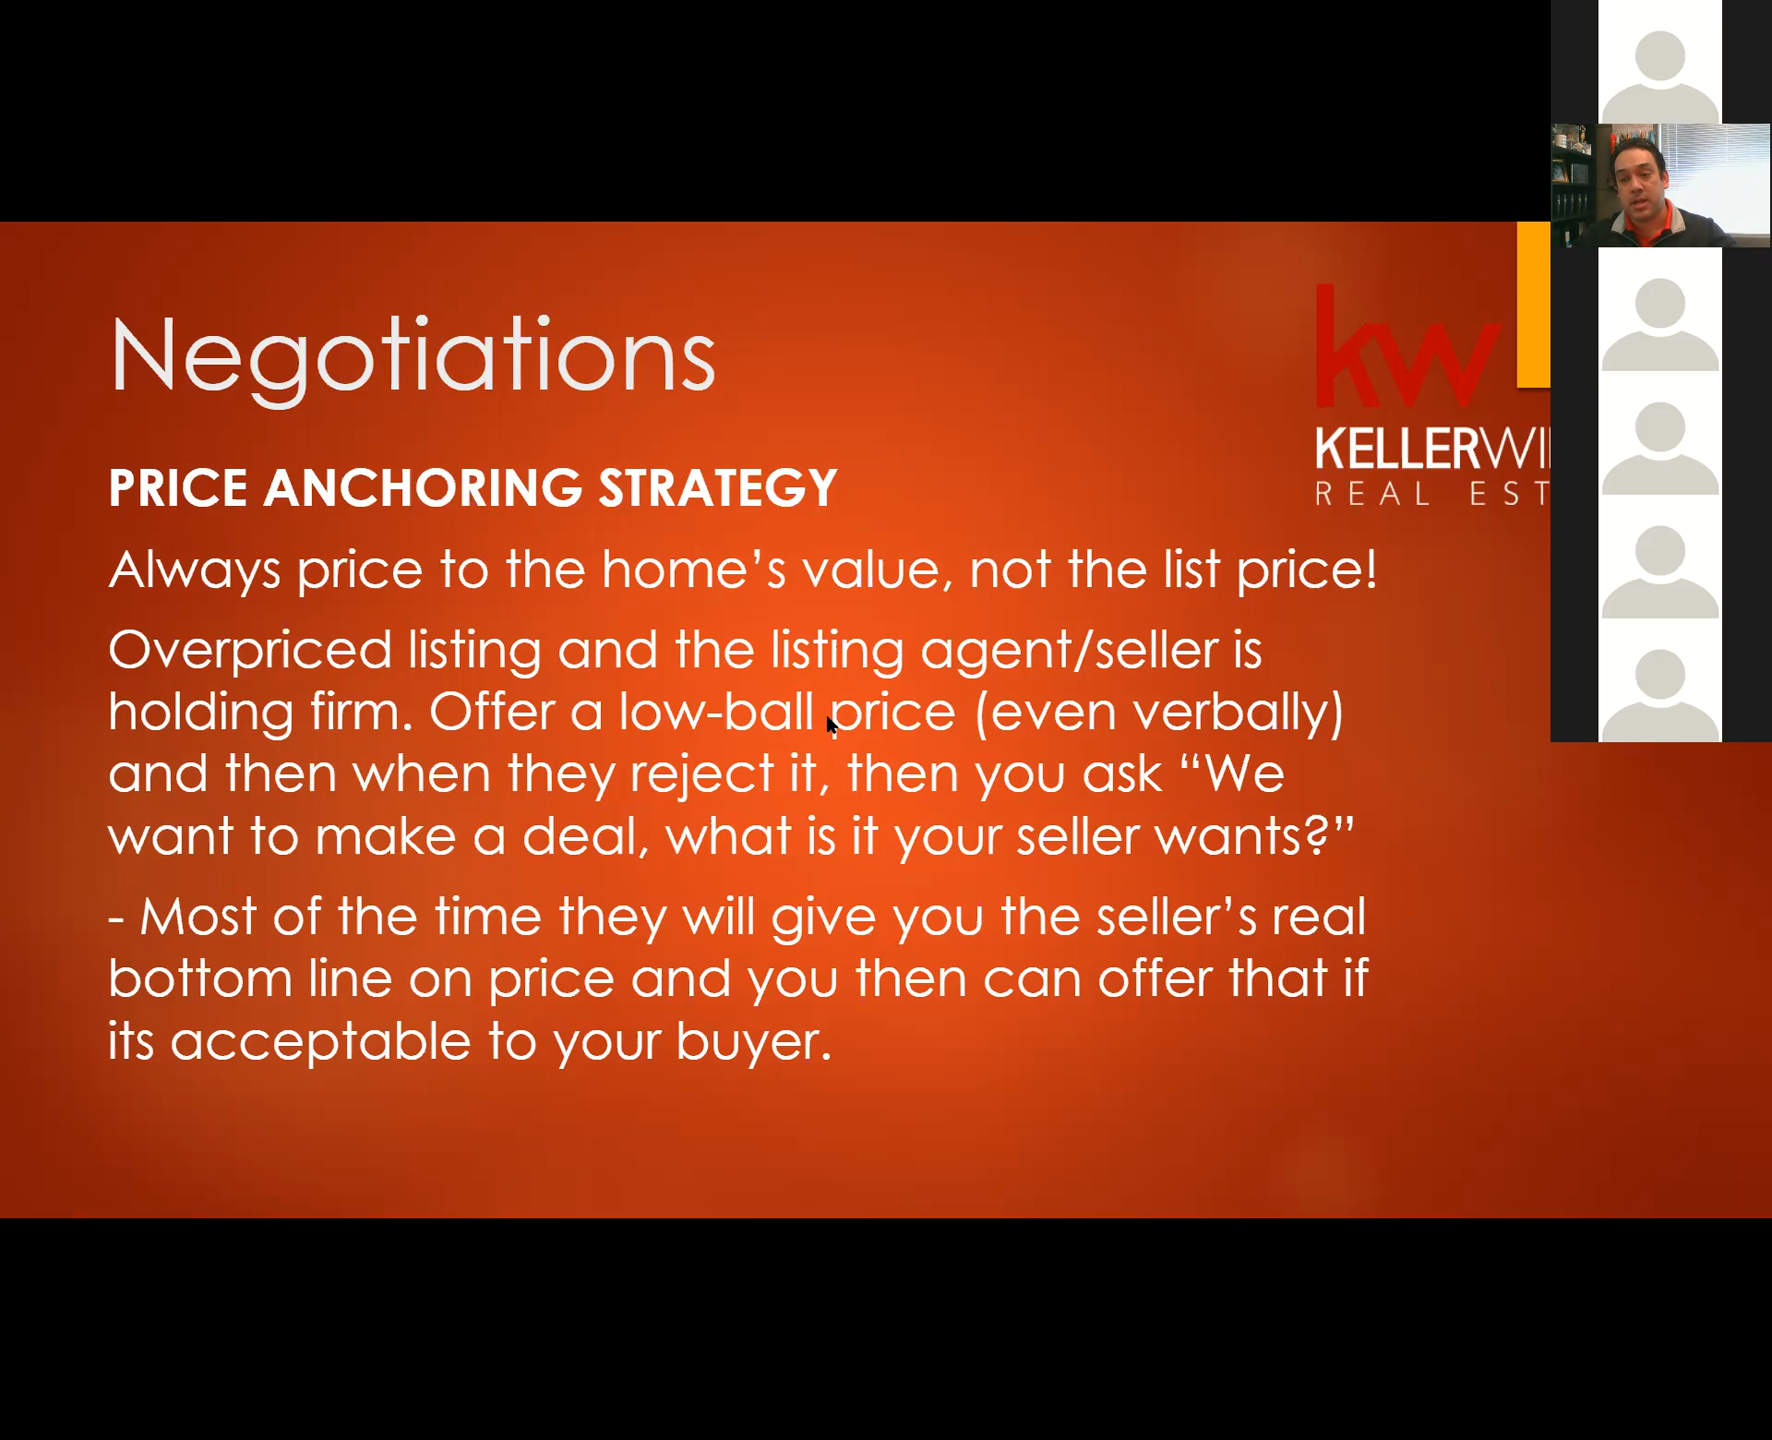 Negotiations
kw
KELLERWI
REAL EST
PRICE ANCHORING STRATEGY
Always price to the home’s value, not the list price!
Overpriced listing and the listing agent/seller is
holding firm. Offer a low-ball price (even verbally)
and then when they reject it, then you ask “We
want to make a deal, what is it your seller wants?”
- Most of the time they will give you the seller’s real
bottom line on price and you then can offer that if
its acceptable to your buyer.